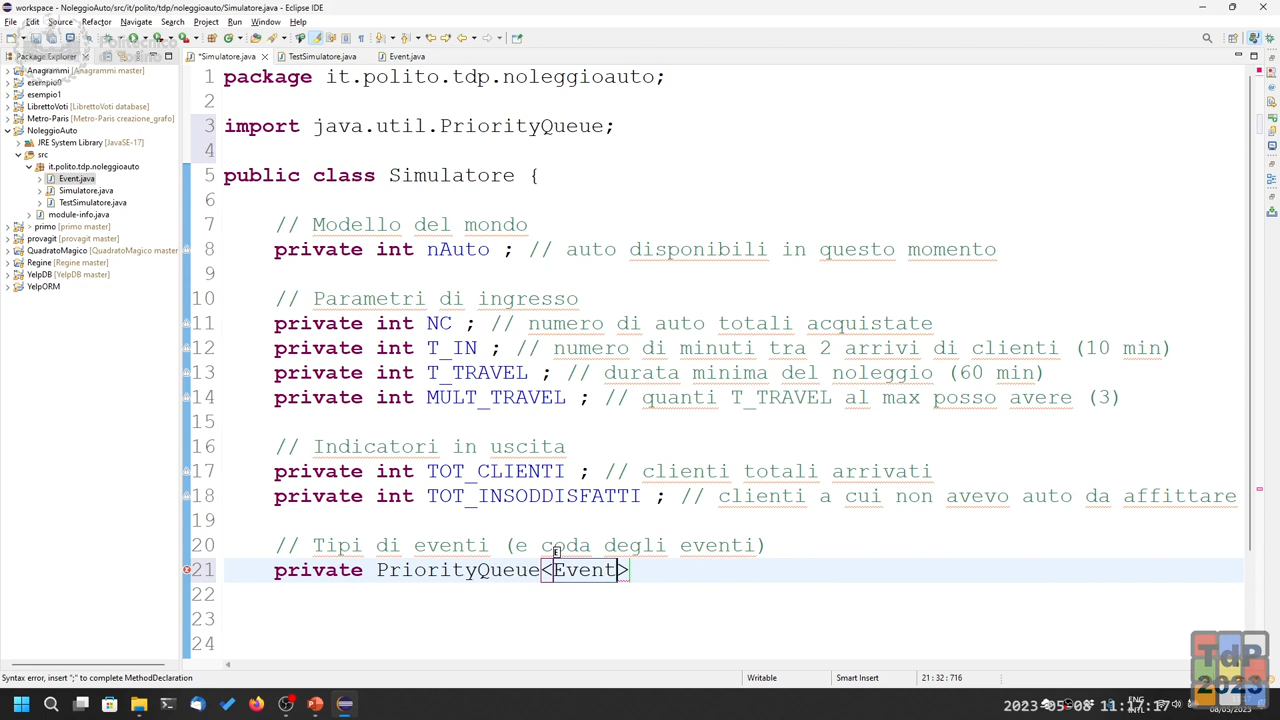 workspace - NoleggioAuto/src/it/polito/tdp/noleggioauto/Simulatore.java - Eclipse IDE
File Edit Source Refactor Navigate Search Project Run Window Help
Politecnico
Package Explorer
*Simulatore.java
TestSimulatore.java
Event.java
Anagrammi [Anagrammi master]
esempio0
esempio1
LibrettoVoti [LibrettoVoti database]
Metro-Paris [Metro-Paris creazione_grafo]
NoleggioAuto
JRE System Library [JavaSE-17]
src
it.polito.tdp.noleggioauto
Event.java
Simulatore.java
TestSimulatore.java
module-info.java
> primo [primo master]
provagit [provagit master]
QuadratoMagico [QuadratoMagico master]
Regine [Regine master]
YelpDB [YelpDB master]
YelpORM
1 package it.polito.tdp.noleggioauto;
2
3 import java.util.PriorityQueue;
4
5 public class Simulatore {
6
7 // Modello del mondo
8 private int nAuto ; // auto disponibili in questo momento
9
10 // Parametri di ingresso
11 private int NC ; // numero di auto totali acquistate
12 private int T_IN ; // numero di minuti tra 2 arrivi di clienti (10 min)
13 private int T_TRAVEL ; // durata minima del noleggio (60 min)
14 private int MULT_TRAVEL ; // quanti T_TRAVEL al max posso avere (3)
15
16 // Indicatori in uscita
17 private int TOT_CLIENTI ; // clienti totali arrivati
18 private int TOT_INSODDISFATTI ; // clienti a cui non avevo auto da affittare
19
20 // Tipi di eventi (e coda degli eventi)
21 private PriorityQueue<Event>
22
23
24
Syntax error, insert ";" to complete MethodDeclaration
Writable
Smart Insert
21 : 32 : 716
TdP
2023
ENG
INTL
2023-05-08 11:17:17
08/05/2023